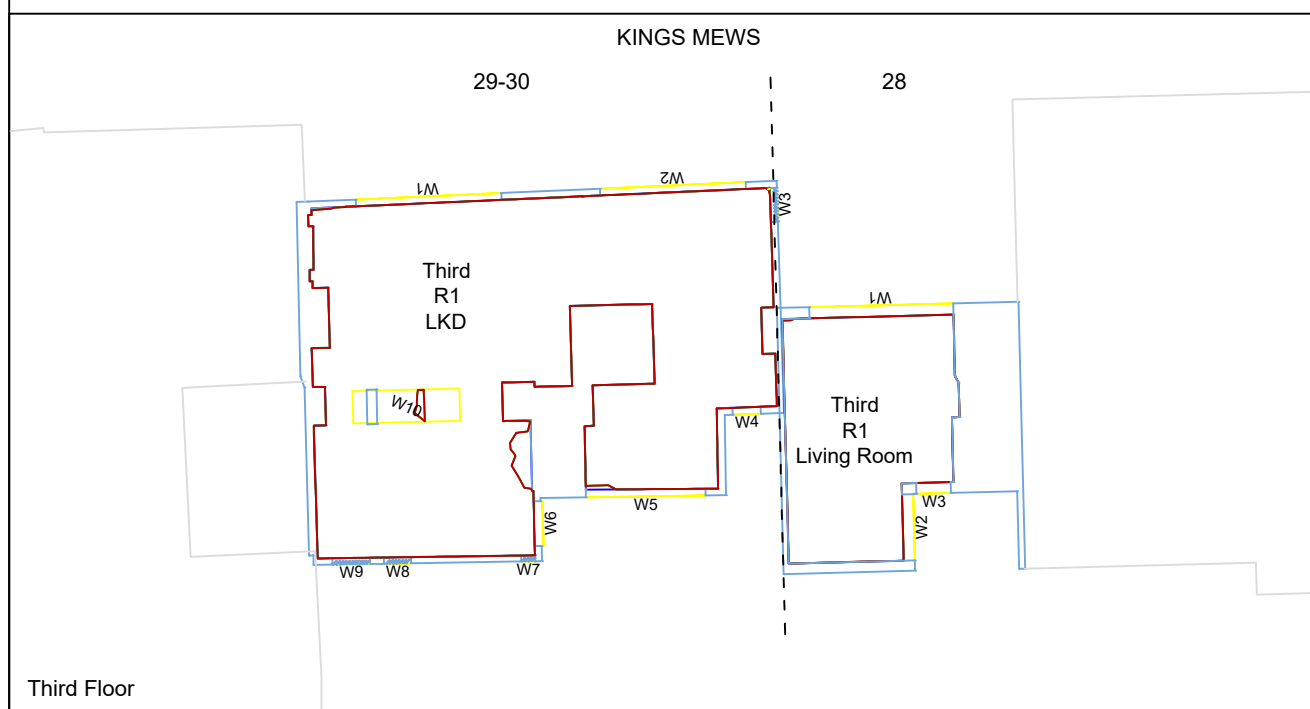 KINGS MEWS
29-30
28
W1
W2
W3
W1
Third
R1
LKD
W10
Third
R1
Living Room
W4
W5
W6
W3
W2
W9
W8
W7
Third Floor